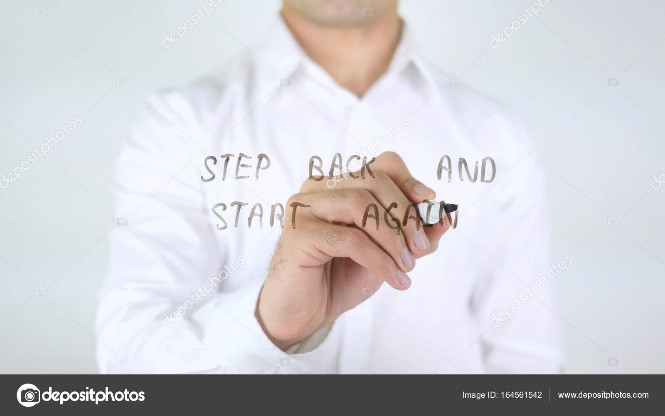 STEP BACK AND
START AGAIN
depositphotos
Image ID: 164561542 www.depositphotos.com